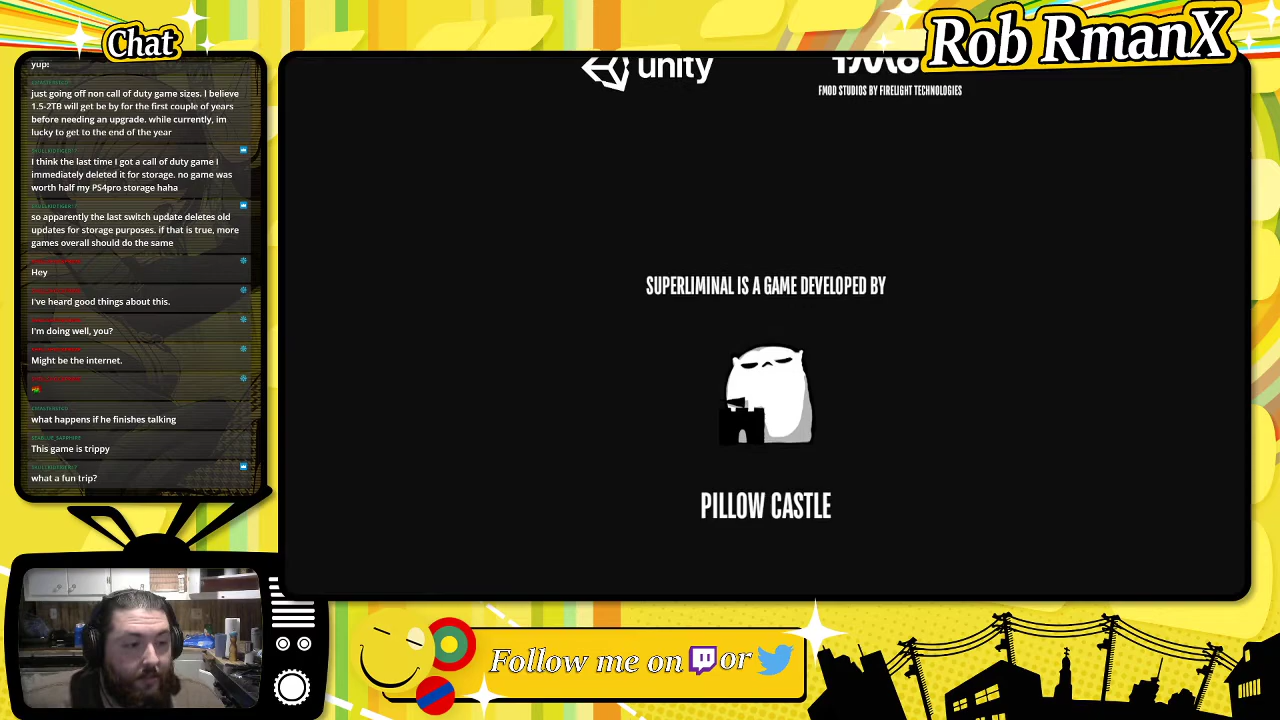 Chat
yup!
just going off non call of duty game sizes. I believe
1.5-2TB will get be by for the first couple of years
before needing an upgrade. while currently, im
lucky to get to the end of the year
I think the last time I got a call of duty game I
immediately deleted it for storage. no game was
worth half my PS4pro storage haha
so apparently the last switch update deletes old
updates for storage purposes. if that is true, more
games overall should do the same
Hey
I've heard good things about this.
I'm doing well, you?
Might be the internet.
what happens if he finishes talking
STABLUE_SAPPHIRE
This game is trippy
SKULLKIDTIGER17
what a fun trip?
Rob RmanX
unity
FMOD STUDIOS BY FIRELIGHT TECHNOLOGIES
SUPERLIMINAL IS A GAME DEVELOPED BY
PILLOW CASTLE
Follow me on or